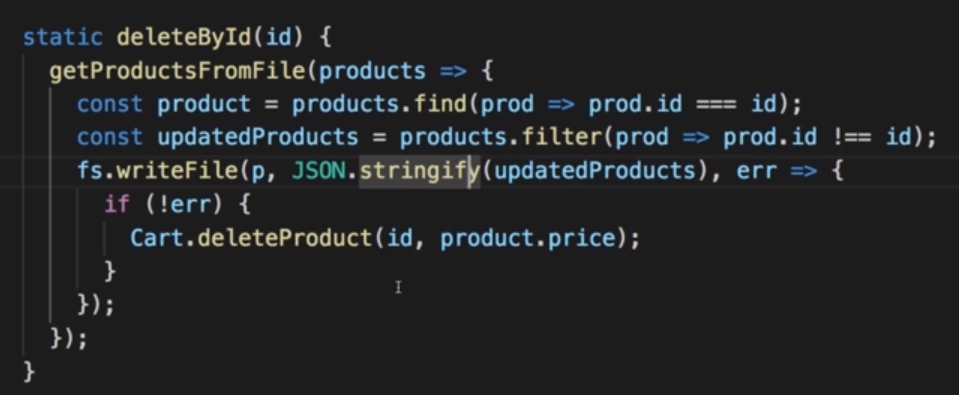 static deleteById(id) {
  getProductsFromFile(products => {
    const product = products.find(prod => prod.id === id);
    const updatedProducts = products.filter(prod => prod.id !== id);
    fs.writeFile(p, JSON.stringify(updatedProducts), err => {
      if (!err) {
        Cart.deleteProduct(id, product.price);
      }
    });
  });
}